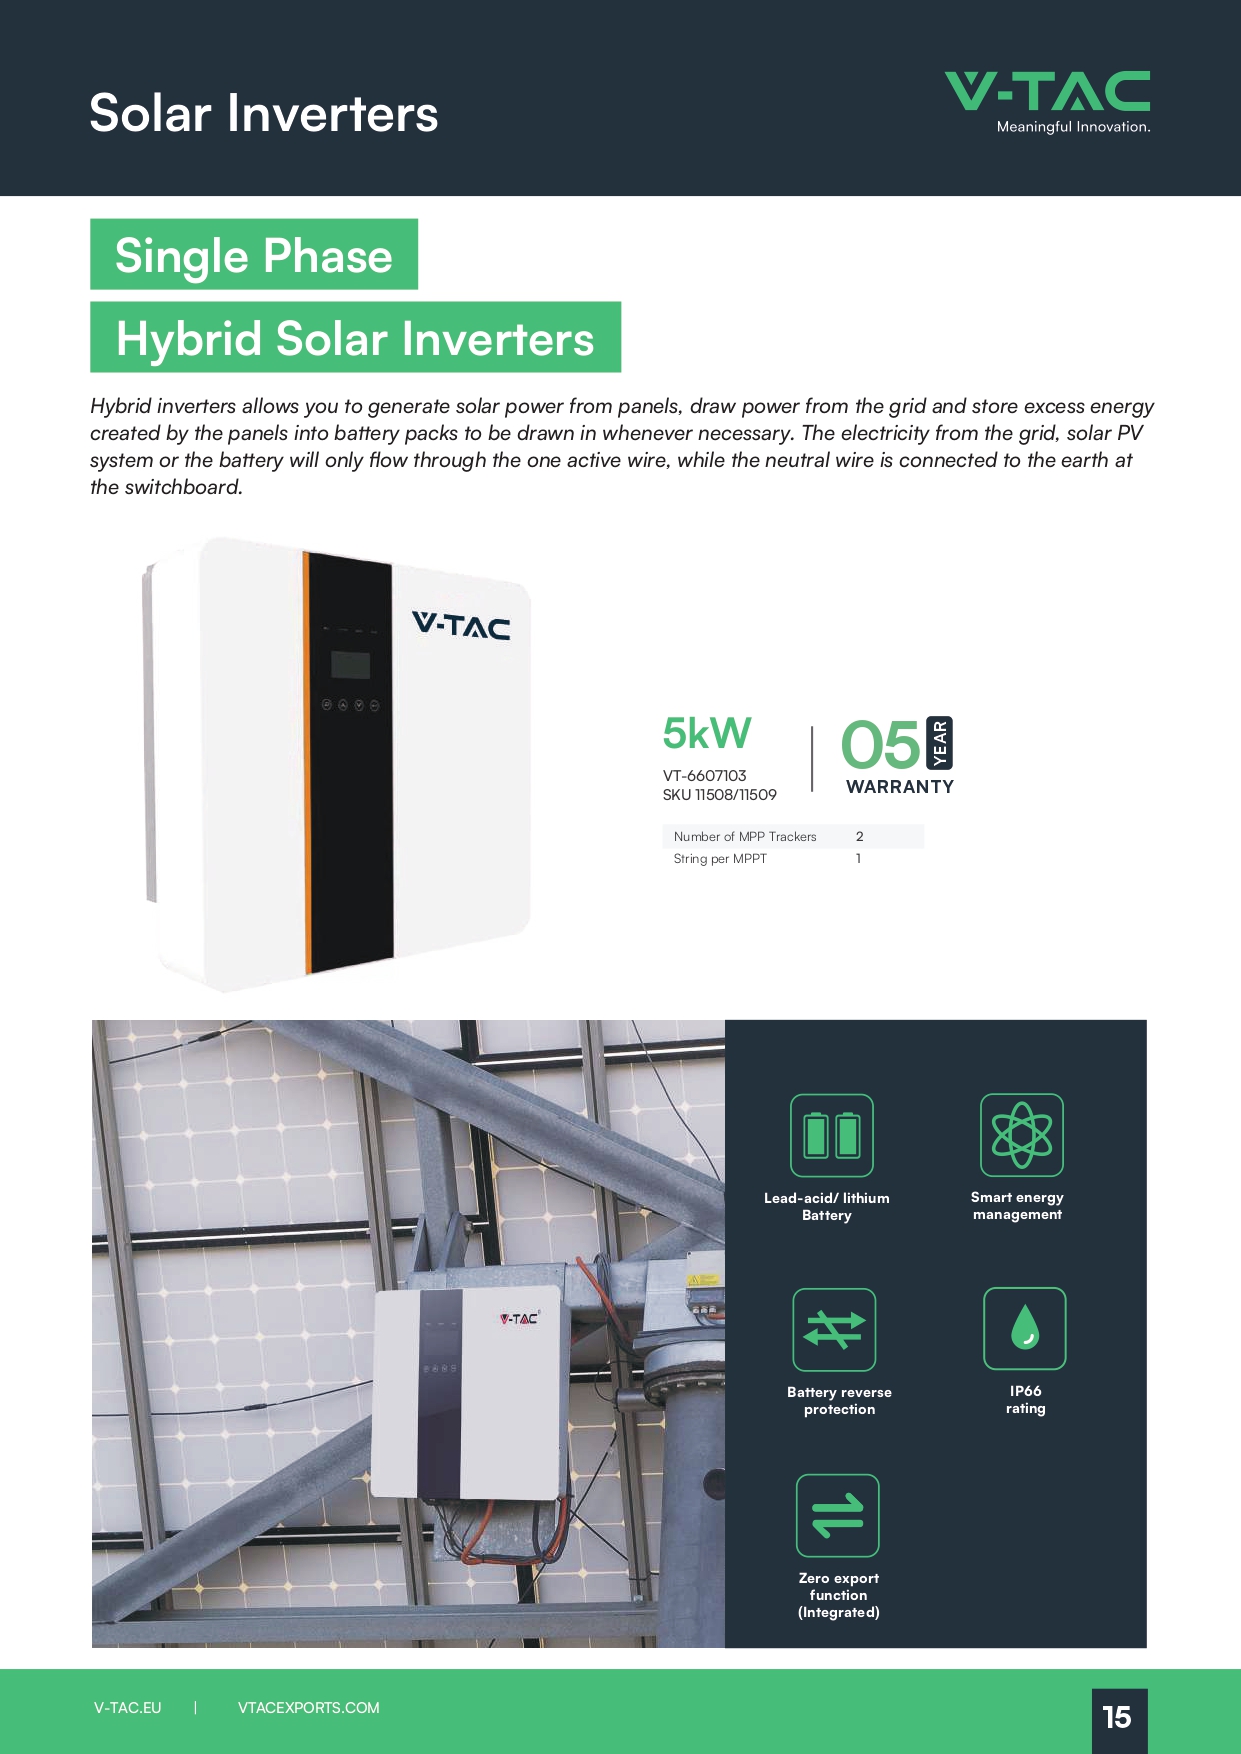 Solar Inverters
V-TAC
Meaningful Innovation.
Single Phase
Hybrid Solar Inverters
Hybrid inverters allows you to generate solar power from panels, draw power from the grid and store excess energy
created by the panels into battery packs to be drawn in whenever necessary. The electricity from the grid, solar PV
system or the battery will only flow through the one active wire, while the neutral wire is connected to the earth at
the switchboard.
V-TAC
5kW
VT-6607103
SKU 11508/11509
05 YEAR
WARRANTY
Number of MPP Trackers 2
String per MPPT 1
V-TAC
Lead-acid/ lithium
Battery
Smart energy
management
Battery reverse
protection
IP66
rating
Zero export
function
(Integrated)
V-TAC.EU | VTACEXPORTS.COM
15